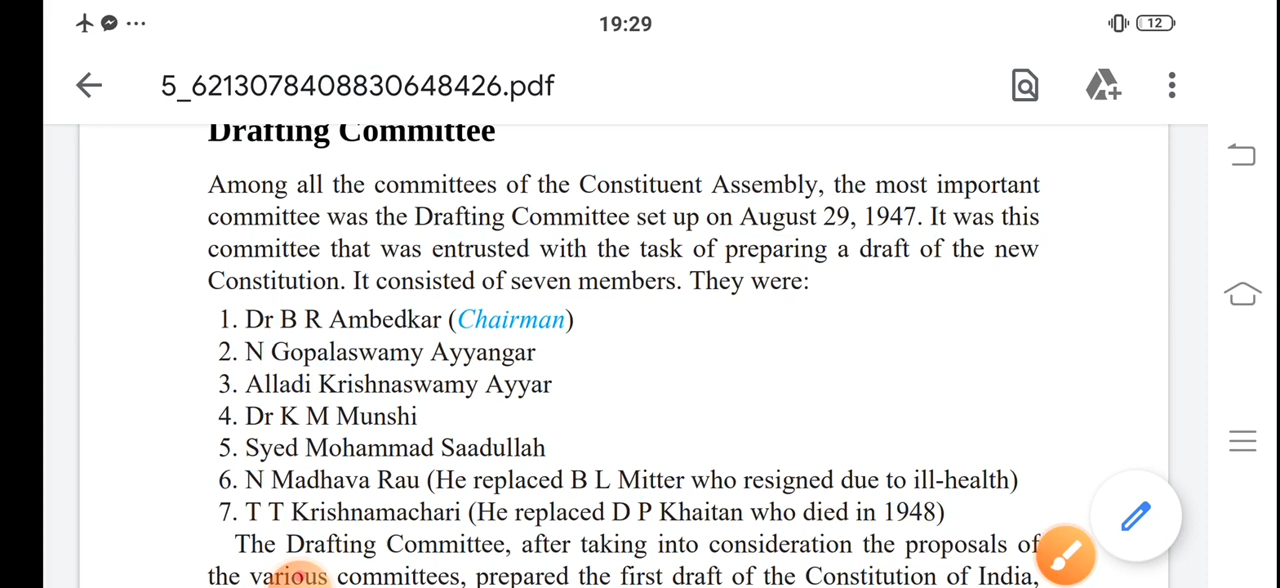 19:29
12
5_6213078408830648426.pdf
Drafting Committee
Among all the committees of the Constituent Assembly, the most important
committee was the Drafting Committee set up on August 29, 1947. It was this
committee that was entrusted with the task of preparing a draft of the new
Constitution. It consisted of seven members. They were:
1. Dr B R Ambedkar (Chairman)
2. N Gopalaswamy Ayyangar
3. Alladi Krishnaswamy Ayyar
4. Dr K M Munshi
5. Syed Mohammad Saadullah
6. N Madhava Rau (He replaced B L Mitter who resigned due to ill-health)
7. T T Krishnamachari (He replaced D P Khaitan who died in 1948)
The Drafting Committee, after taking into consideration the proposals of
the various committees, prepared the first draft of the Constitution of India,